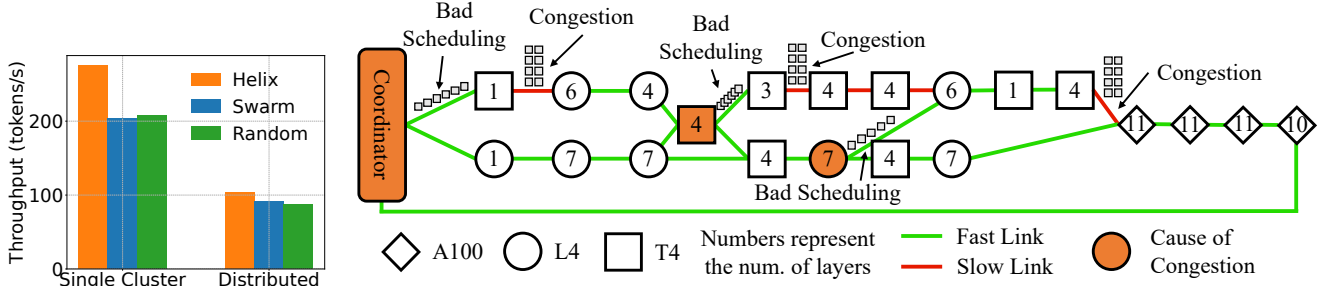 Throughput (tokens/s)
200
100
0
Helix
Swarm
Random
Single Cluster
Distributed
Coordinator
Bad
Scheduling
Congestion
Bad
Scheduling
Congestion
Congestion
1
6
4
3
4
4
6
1
4
4
11
11
11
10
1
7
7
4
7
4
7
Bad Scheduling
A100
L4
T4
Numbers represent
the num. of layers
Fast Link
Slow Link
Cause of
Congestion